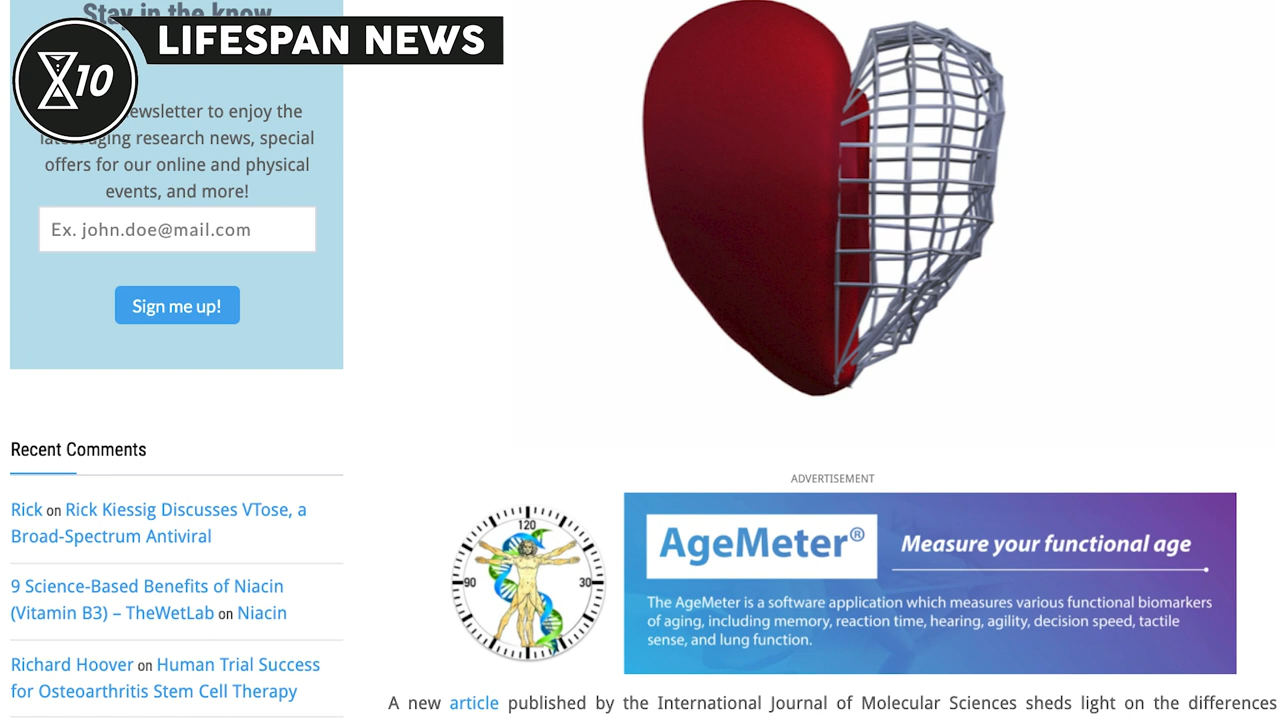 Stay in the know
LIFESPAN NEWS
10
ewsletter to enjoy the
aging research news, special
offers for our online and physical
events, and more!
Ex. john.doe@mail.com
Sign me up!
Recent Comments
Rick on Rick Kiessig Discusses VTose, a
Broad-Spectrum Antiviral
9 Science-Based Benefits of Niacin
(Vitamin B3) – TheWetLab on Niacin
Richard Hoover on Human Trial Success
for Osteoarthritis Stem Cell Therapy
ADVERTISEMENT
120
90
30
AgeMeter®
Measure your functional age
The AgeMeter is a software application which measures various functional biomarkers
of aging, including memory, reaction time, hearing, agility, decision speed, tactile
sense, and lung function.
A new article published by the International Journal of Molecular Sciences sheds light on the differences